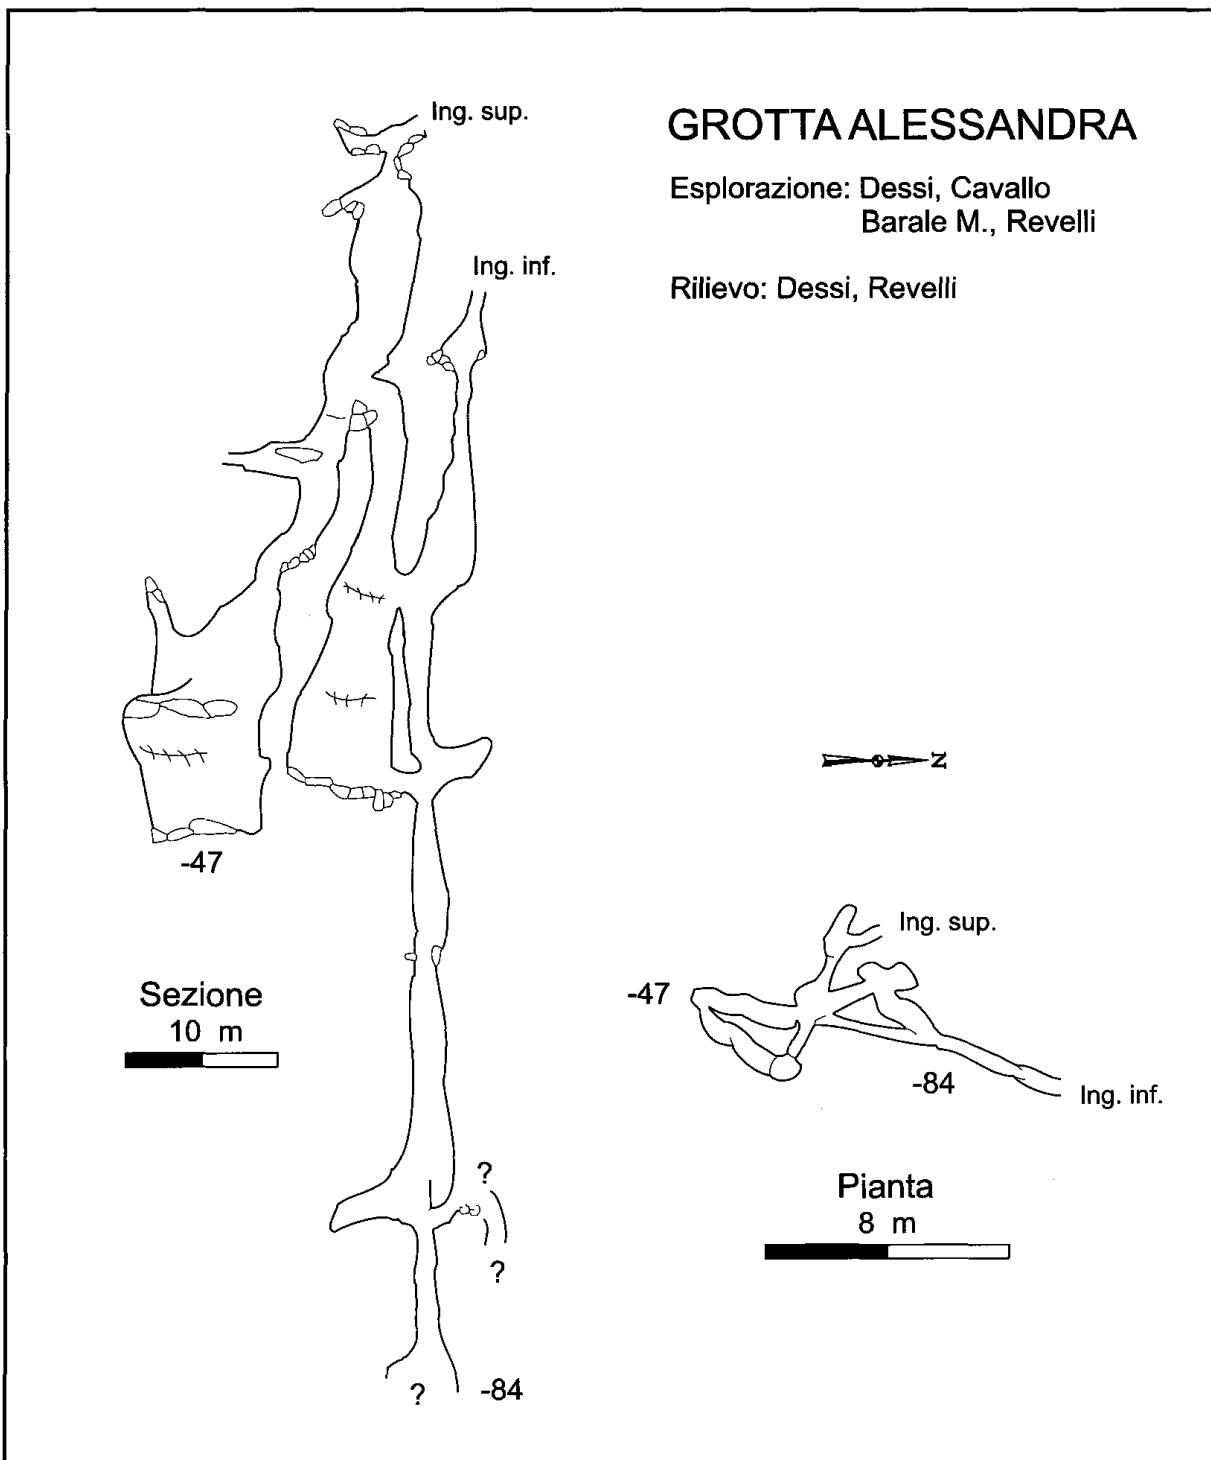 GROTTA ALESSANDRA
Esplorazione: Dessi, Cavallo
Barale M., Revelli
Rilievo: Dessi, Revelli
Ing. sup.
Ing. inf.
-47
Sezione
10 m
?
?
?
-84
N
Ing. sup.
-47
-84
Ing. inf.
Pianta
8 m